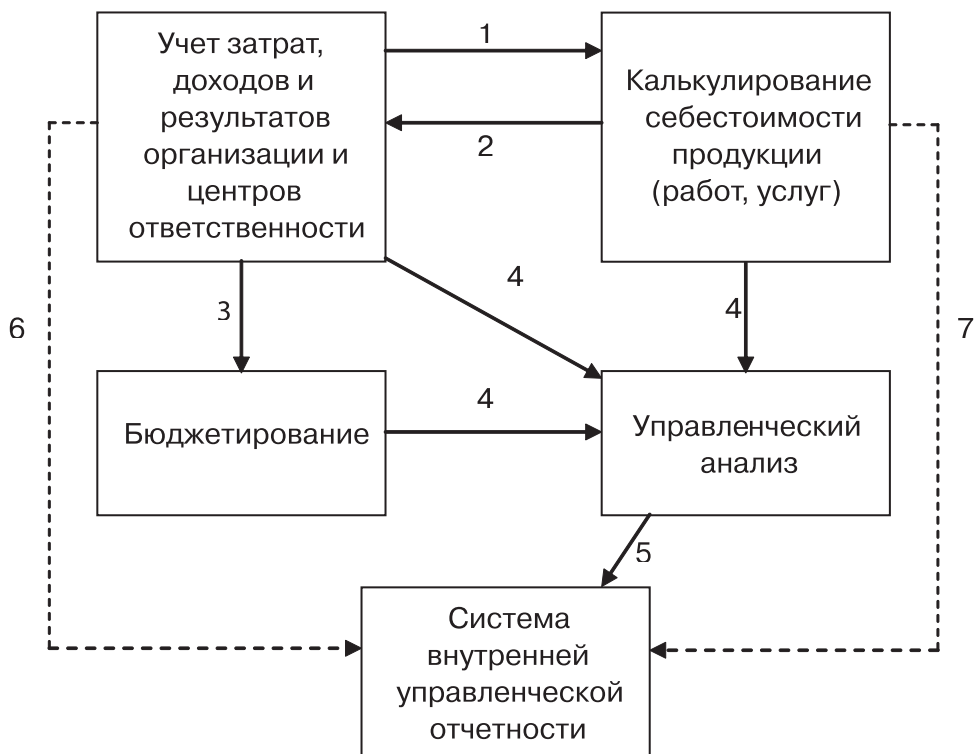 Учет затрат,
доходов и
результатов
организации и
центров
ответственности
1
2
Калькулирование
себестоимости
продукции
(работ, услуг)
3
4
4
6
7
Бюджетирование
4
Управленческий
анализ
5
Система
внутренней
управленческой
отчетности